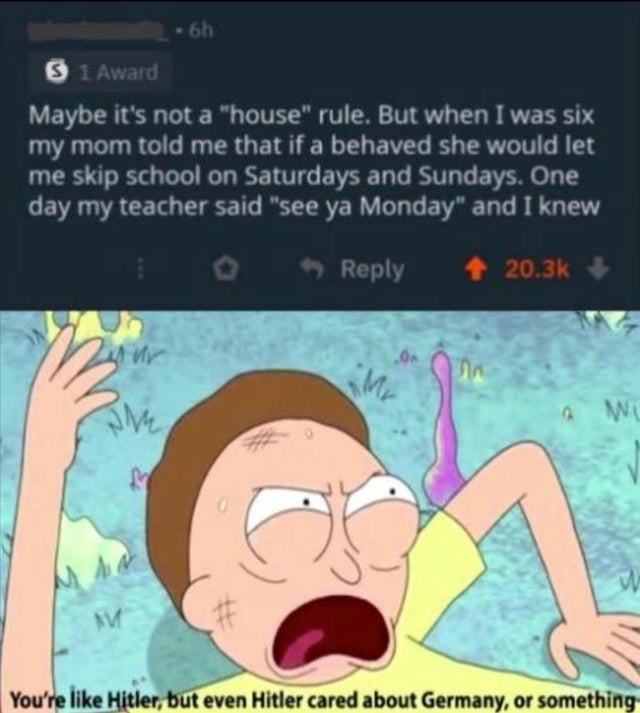 • 6h
1 Award
Maybe it's not a "house" rule. But when I was six
my mom told me that if a behaved she would let
me skip school on Saturdays and Sundays. One
day my teacher said "see ya Monday" and I knew
Reply 20.3k
You're like Hitler, but even Hitler cared about Germany, or something